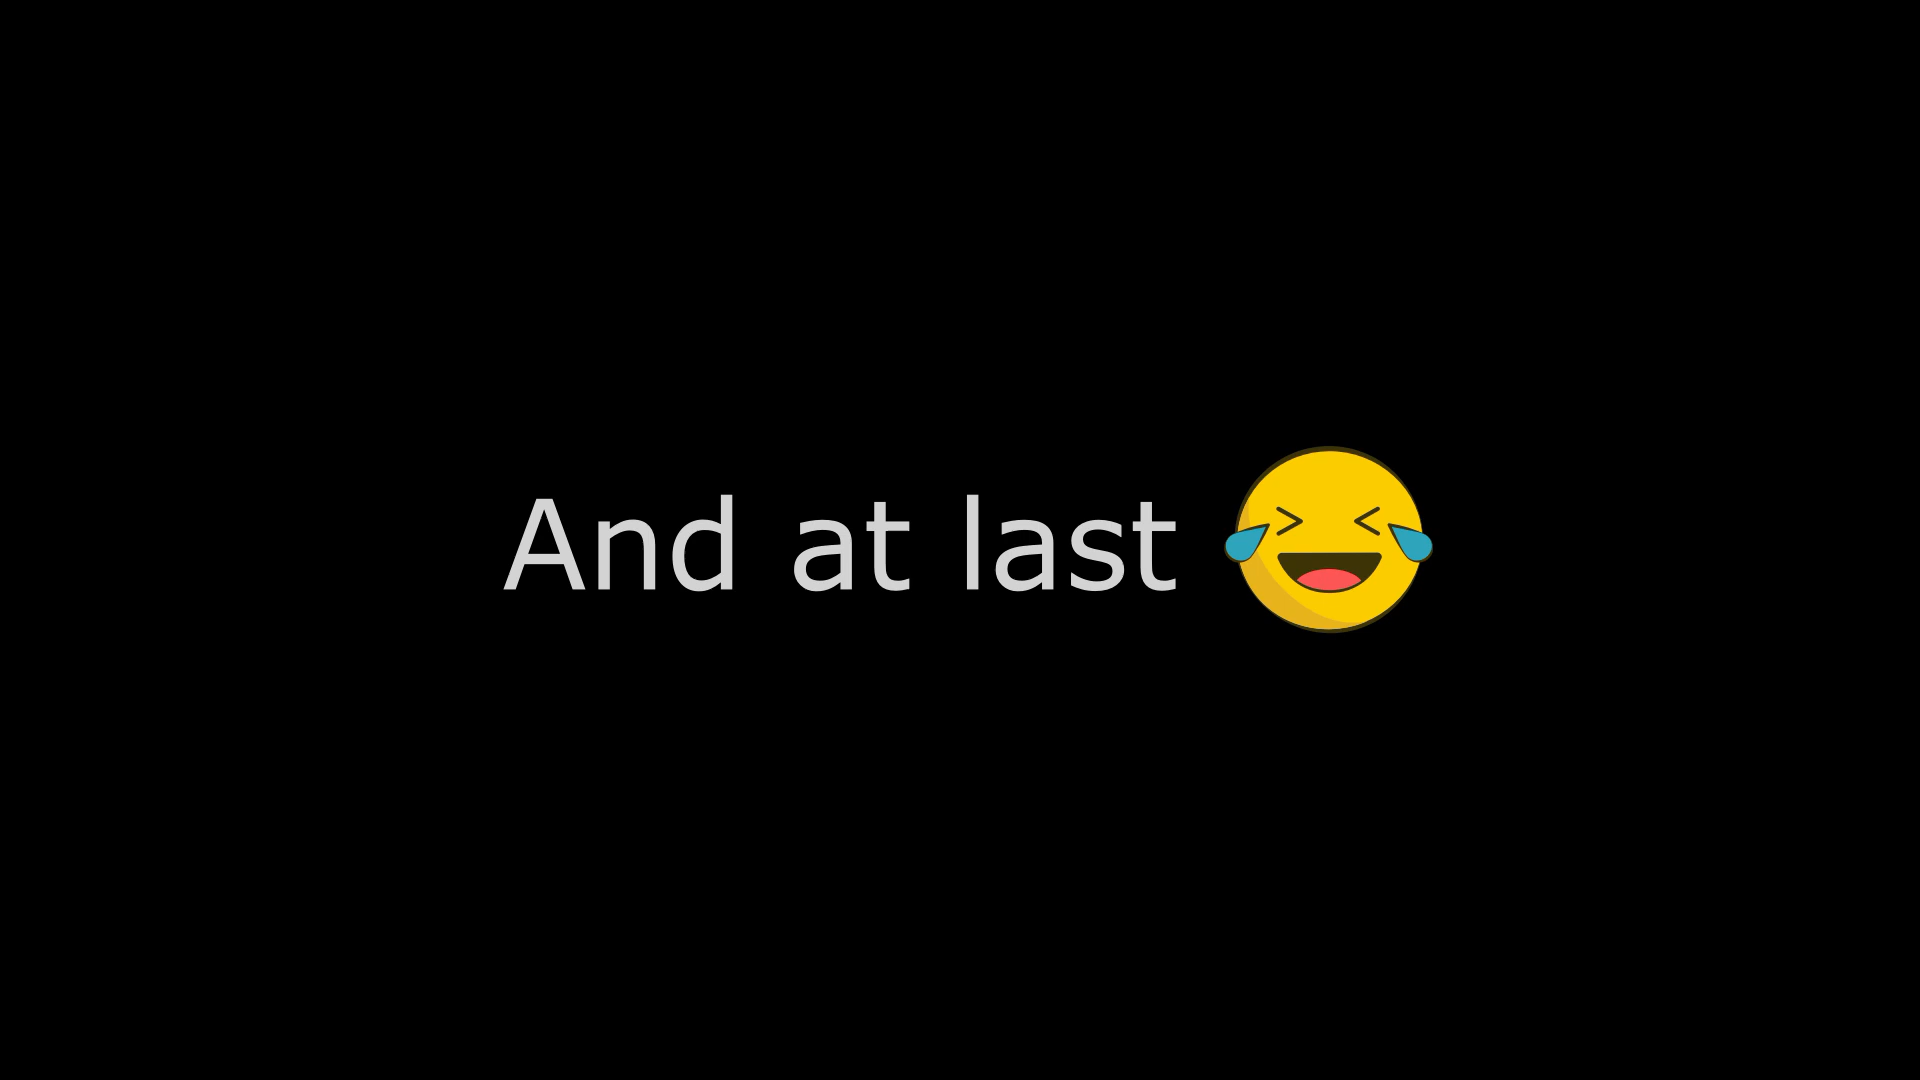 And at last 😂